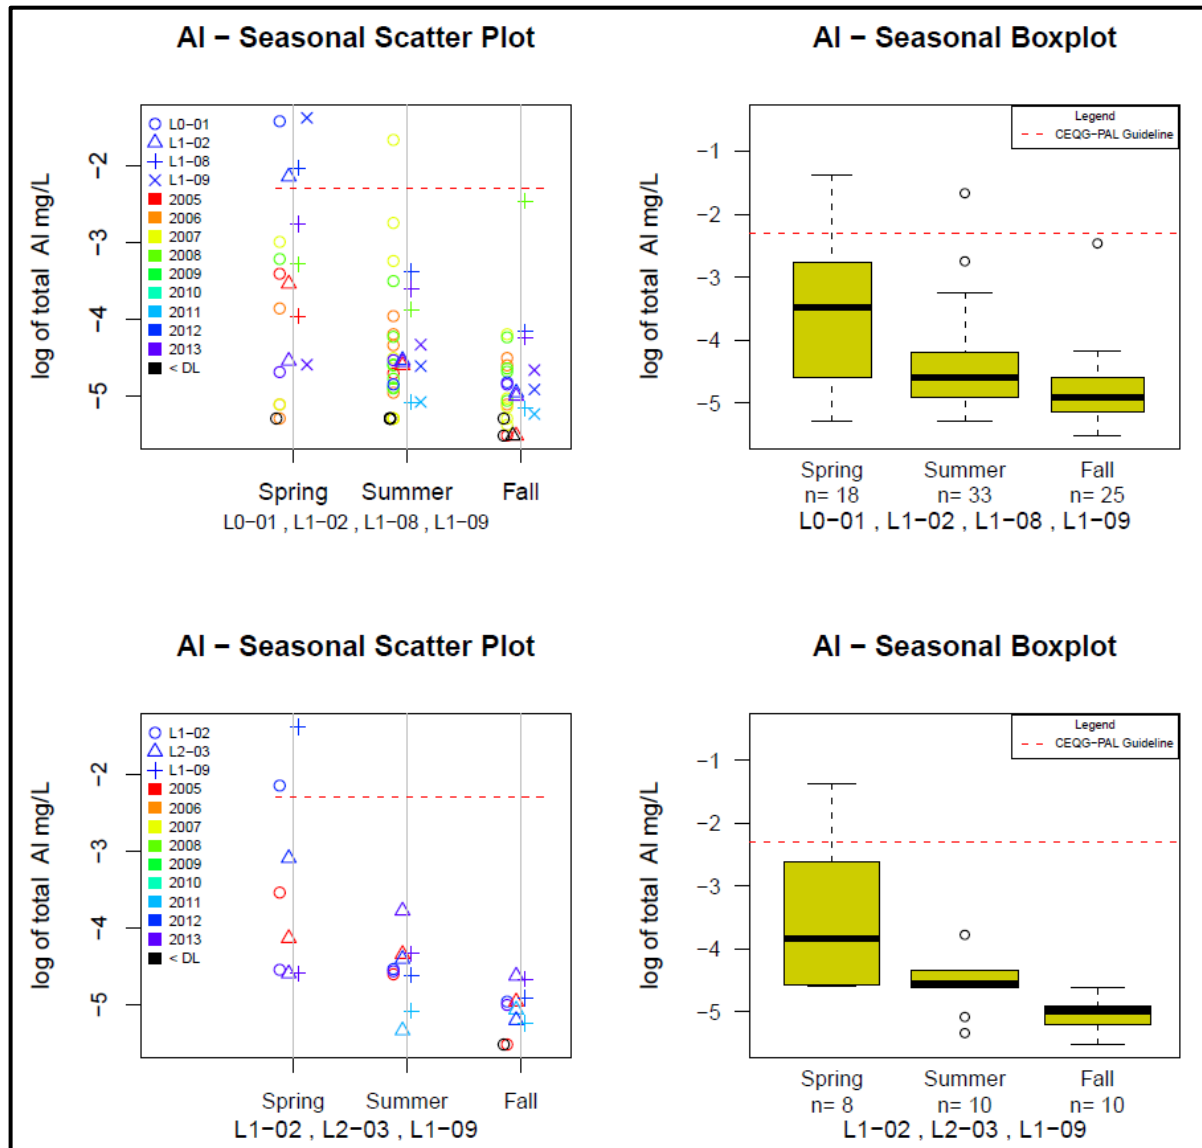 Al − Seasonal Scatter Plot
log of total Al mg/L
−2
−3
−4
−5
L0−01
L1−02
L1−08
L1−09
2005
2006
2007
2008
2009
2010
2011
2012
2013
< DL
Spring Summer Fall
L0−01 , L1−02 , L1−08 , L1−09
Al − Seasonal Boxplot
log of total Al mg/L
−1
−2
−3
−4
−5
Legend
CEQG−PAL Guideline
Spring Summer Fall
n= 18 n= 33 n= 25
L0−01 , L1−02 , L1−08 , L1−09
Al − Seasonal Scatter Plot
log of total Al mg/L
−2
−3
−4
−5
L1−02
L2−03
L1−09
2005
2006
2007
2008
2009
2010
2011
2012
2013
< DL
Spring Summer Fall
L1−02 , L2−03 , L1−09
Al − Seasonal Boxplot
log of total Al mg/L
−1
−2
−3
−4
−5
Legend
CEQG−PAL Guideline
Spring Summer Fall
n= 8 n= 10 n= 10
L1−02 , L2−03 , L1−09